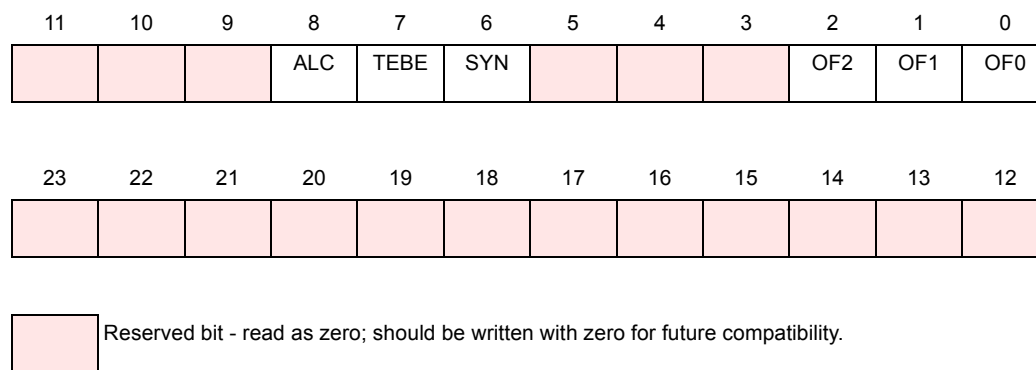 11 10 9 8 7 6 5 4 3 2 1 0
ALC TEBE SYN OF2 OF1 OF0
23 22 21 20 19 18 17 16 15 14 13 12
Reserved bit - read as zero; should be written with zero for future compatibility.